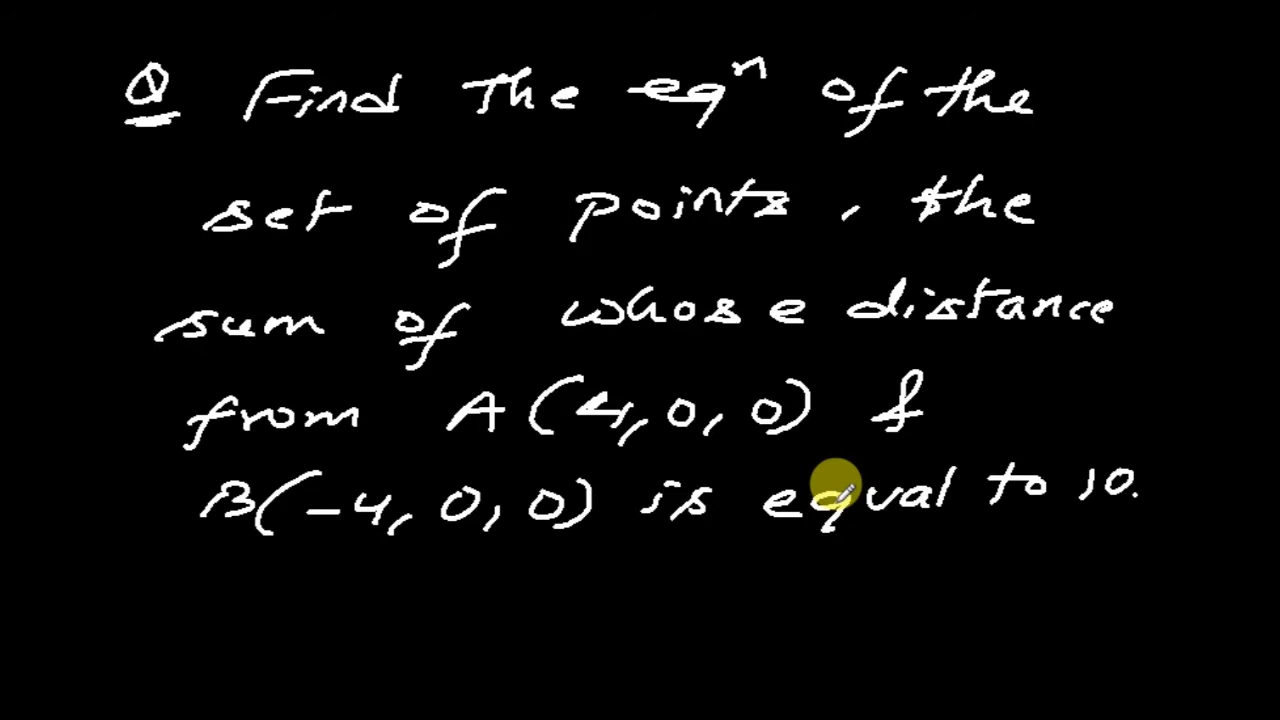 Q Find The eqⁿ of the
set of points, the
sum of whose distance
from A(4,0,0) &
B(-4,0,0) is equal to 10.